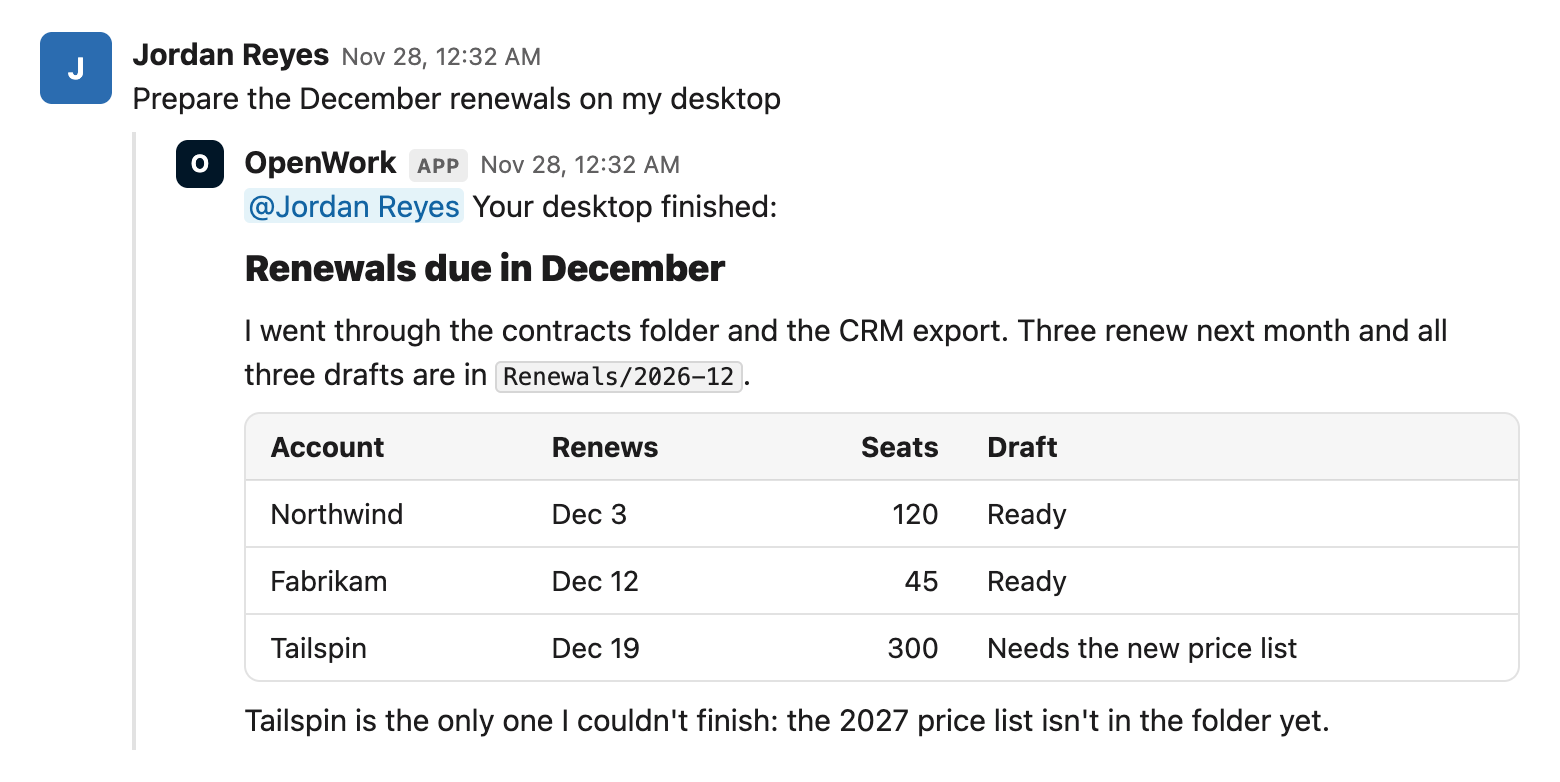 J
Jordan Reyes Nov 28, 12:32 AM
Prepare the December renewals on my desktop
O
OpenWork APP Nov 28, 12:32 AM
@Jordan Reyes Your desktop finished:
Renewals due in December
I went through the contracts folder and the CRM export. Three renew next month and all
three drafts are in Renewals/2026-12.
Account Renews Seats Draft
Northwind Dec 3 120 Ready
Fabrikam Dec 12 45 Ready
Tailspin Dec 19 300 Needs the new price list
Tailspin is the only one I couldn't finish: the 2027 price list isn't in the folder yet.